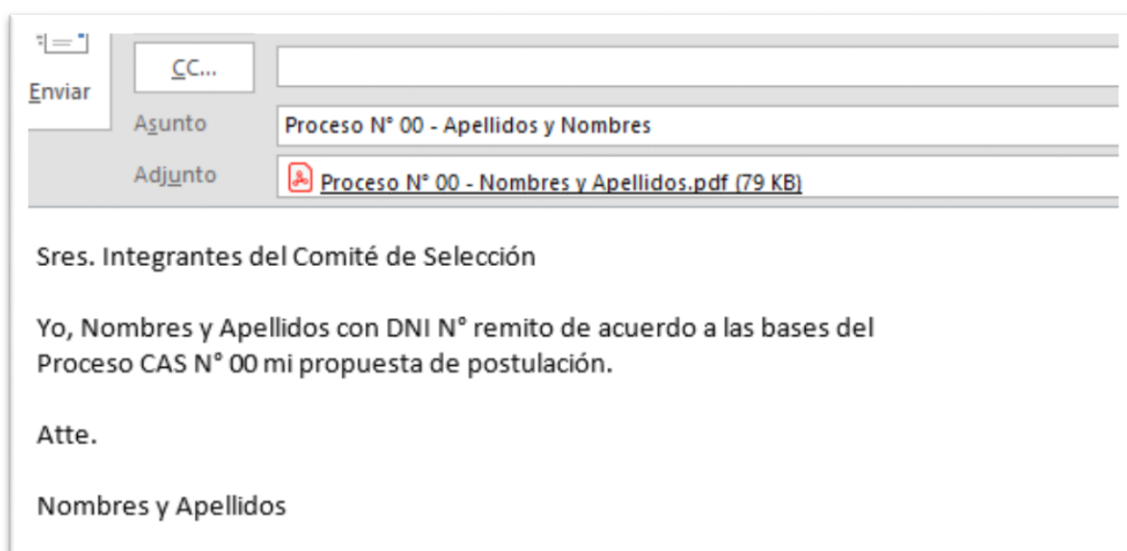 CC...
Enviar
Asunto
Proceso N° 00 - Apellidos y Nombres
Adjunto
Proceso N° 00 - Nombres y Apellidos.pdf (79 KB)
Sres. Integrantes del Comité de Selección
Yo, Nombres y Apellidos con DNI N° remito de acuerdo a las bases del
Proceso CAS N° 00 mi propuesta de postulación.
Atte.
Nombres y Apellidos